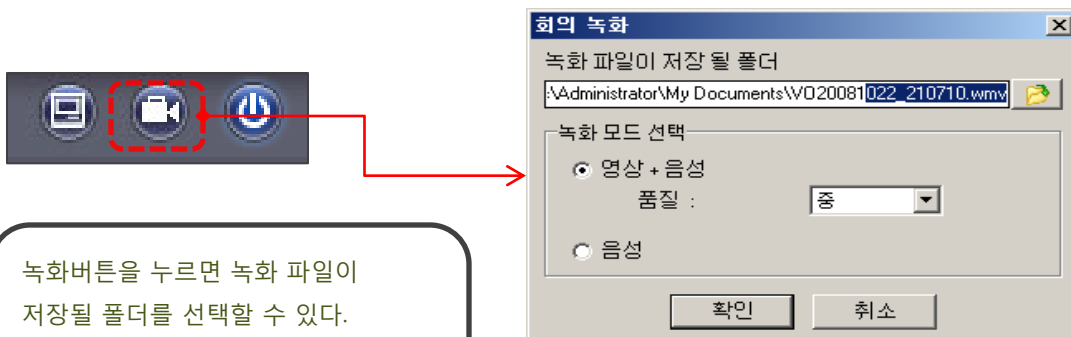 회의 녹화
녹화 파일이 저장 될 폴더
:\Administrator\My Documents\VO20081022_210710.wmv
녹화 모드 선택
영상 + 음성
품질 :
중
음성
확인
취소
녹화버튼을 누르면 녹화 파일이
저장될 폴더를 선택할 수 있다.